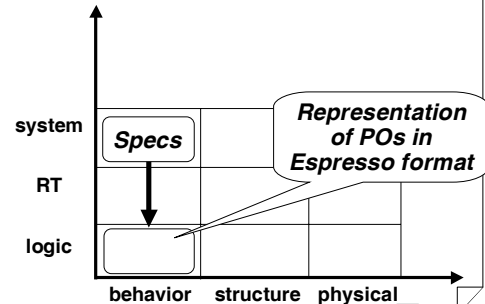 system
Specs
Representation
of POs in
Espresso format
RT
logic
behavior structure physical